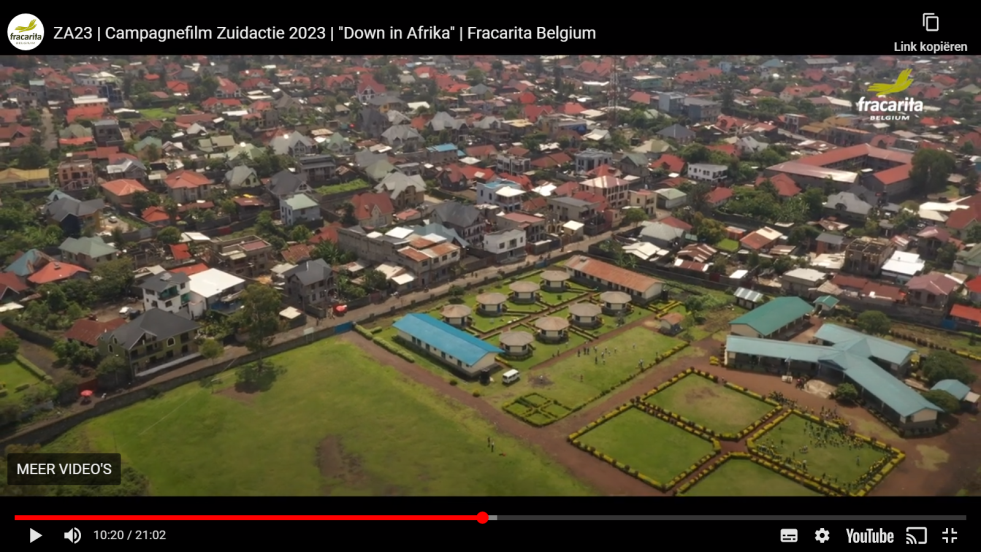 fracarita
BELGIUM
ZA23 | Campagnefilm Zuidactie 2023 | "Down in Afrika" | Fracarita Belgium
Link kopiëren
fracarita
BELGIUM
MEER VIDEO'S
10:20 / 21:02
YouTube